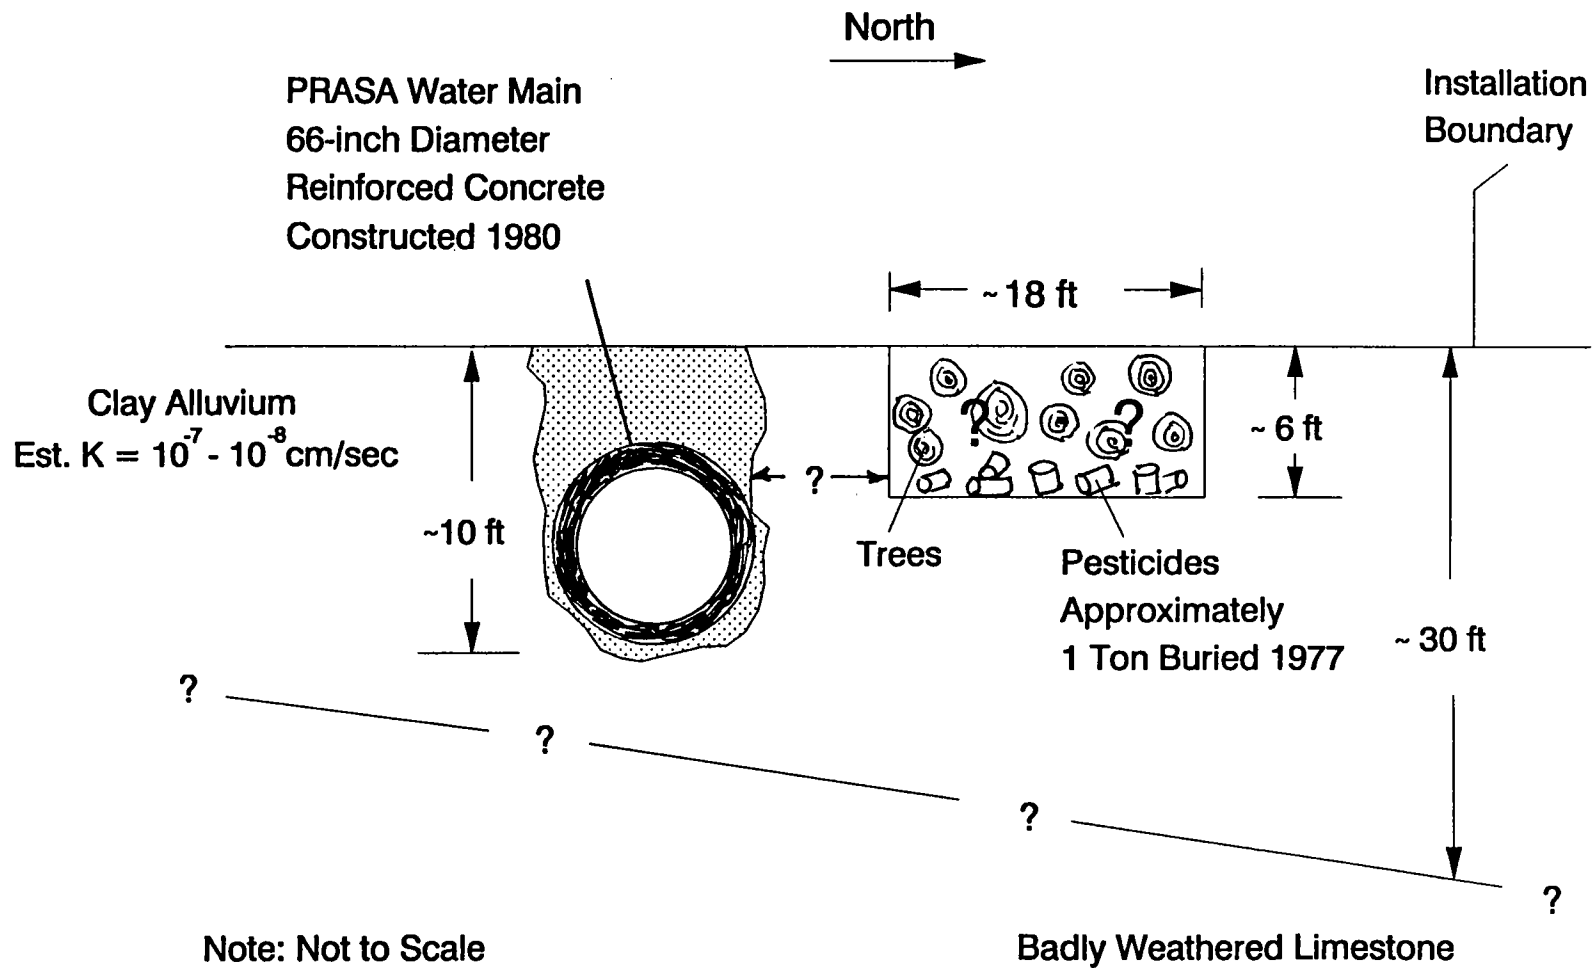 North
PRASA Water Main
66-inch Diameter
Reinforced Concrete
Constructed 1980
Installation
Boundary
~ 18 ft
Clay Alluvium
Est. K = 10⁻⁷ - 10⁻⁸ cm/sec
~10 ft
?
?
?
~ 6 ft
Trees
Pesticides
Approximately
1 Ton Buried 1977
~ 30 ft
?
?
?
?
Note: Not to Scale
Badly Weathered Limestone